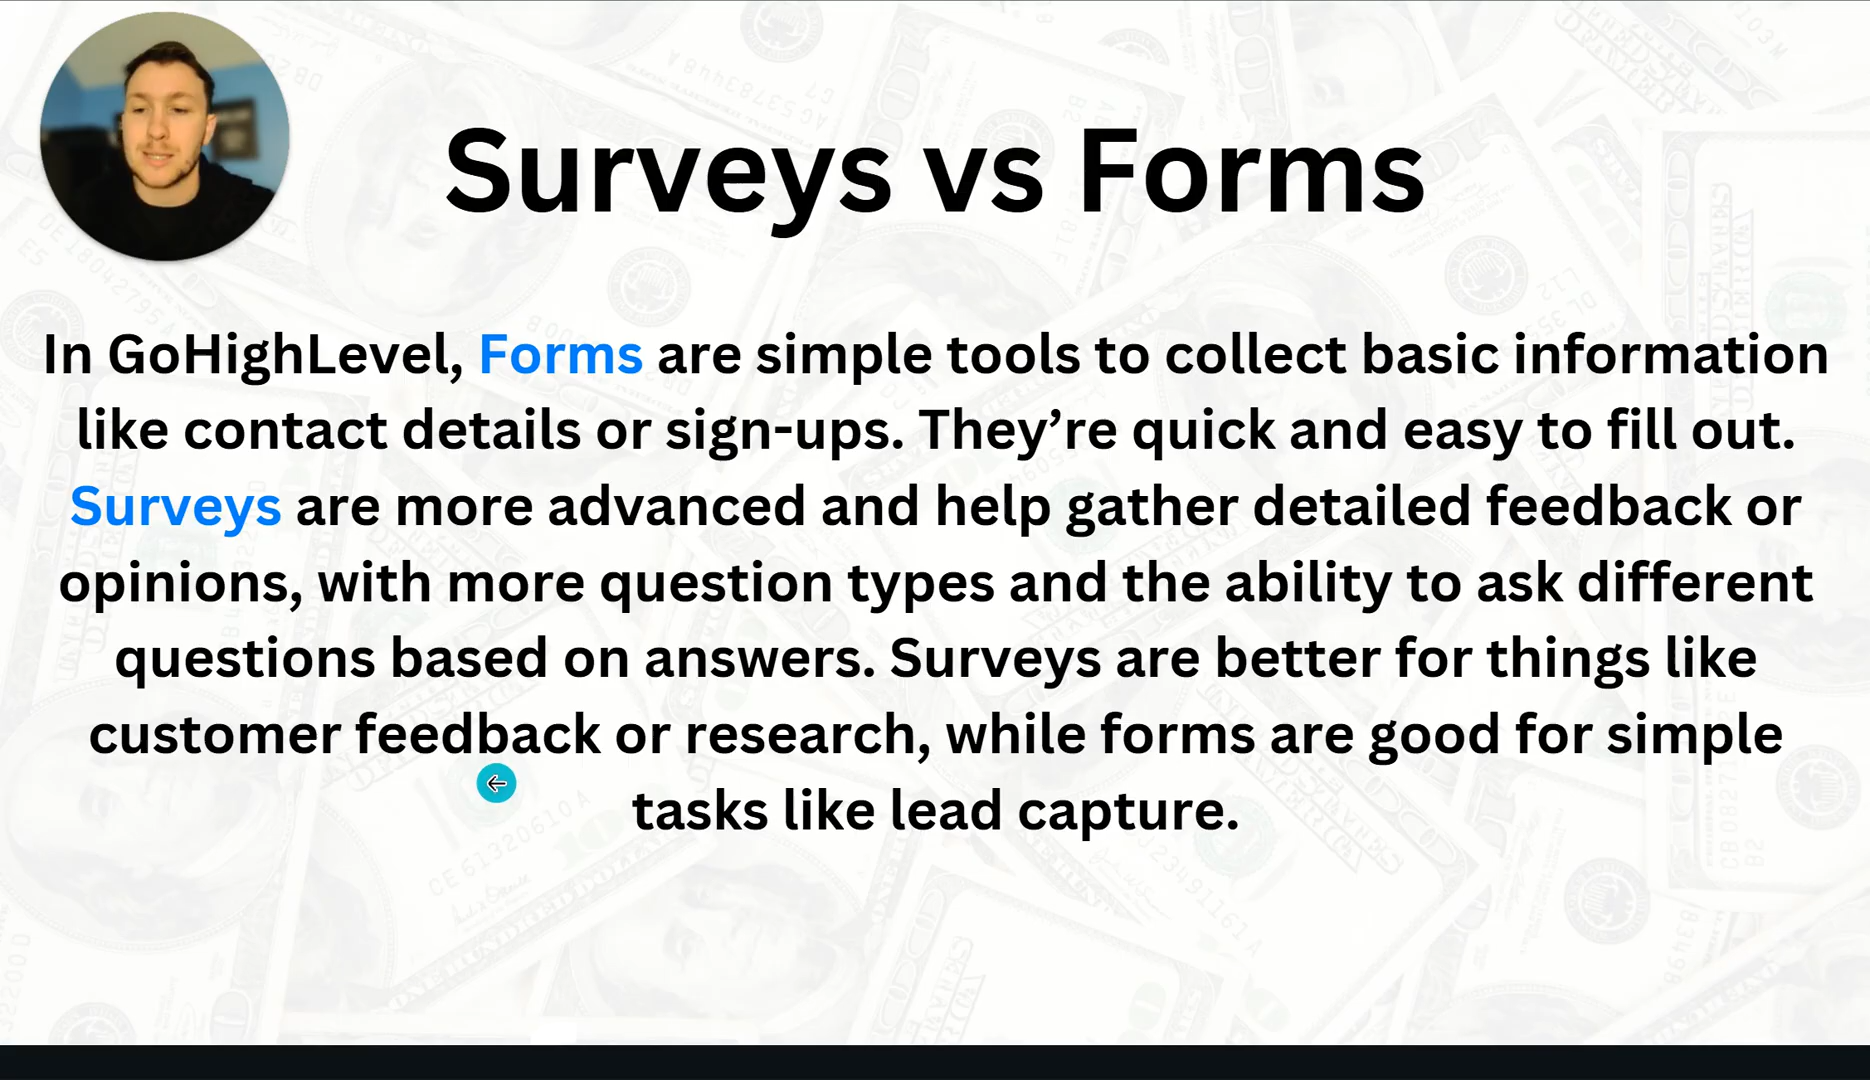 Surveys vs Forms
In GoHighLevel, Forms are simple tools to collect basic information
like contact details or sign-ups. They’re quick and easy to fill out.
Surveys are more advanced and help gather detailed feedback or
opinions, with more question types and the ability to ask different
questions based on answers. Surveys are better for things like
customer feedback or research, while forms are good for simple
tasks like lead capture.